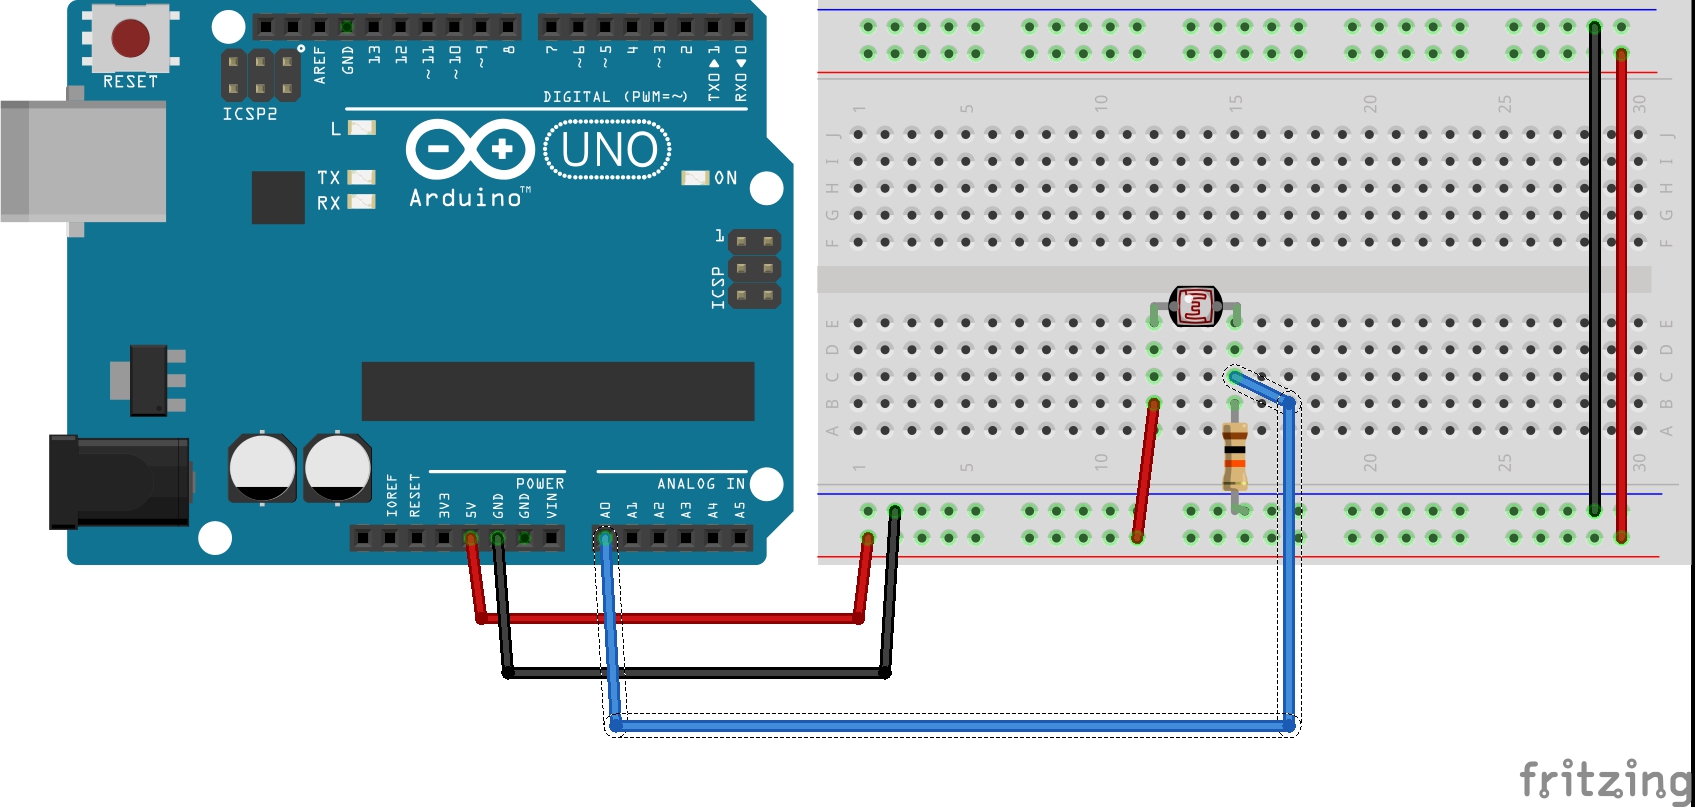 RESET
ICSP2
AREF
GND
13
12
~11
~10
~9
8
7
~6
~5
4
~3
2
TX0▶1
RX0◀0
DIGITAL (PWM=~)
L
TX
RX
Arduino™
UNO
ON
1
ICSP
POWER
ANALOG IN
IOREF
RESET
3V3
5V
GND
GND
VIN
A0
A1
A2
A3
A4
A5
1 5 10 15 20 25 30
J J
I I
H H
G G
F F
E E
D D
C C
B B
A A
1 5 10 15 20 25 30
fritzing